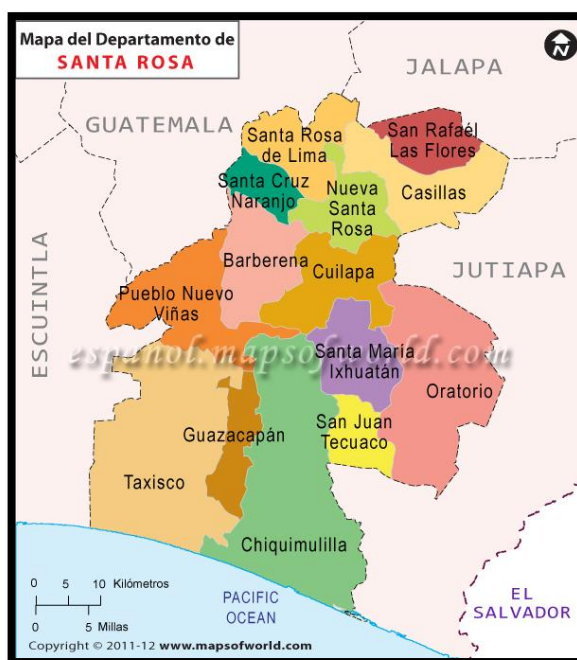 Mapa del Departamento de
SANTA ROSA
N
JALAPA
GUATEMALA
Santa Rosa
de Lima
San Rafaél
Las Flores
Santa Cruz
Naranjo
Nueva
Santa
Rosa
Casillas
ESCUINTLA
Barberena
Cuilapa
JUTIAPA
Pueblo Nuevo
Viñas
español.mapsofworld.com
Santa María
Ixhuatán
Oratorio
Guazacapán
San Juan
Tecuaco
Taxisco
Chiquimulilla
0 5 10 Kilómetros
0 5 Millas
PACIFIC
OCEAN
EL
SALVADOR
Copyright © 2011-12 www.mapsofworld.com